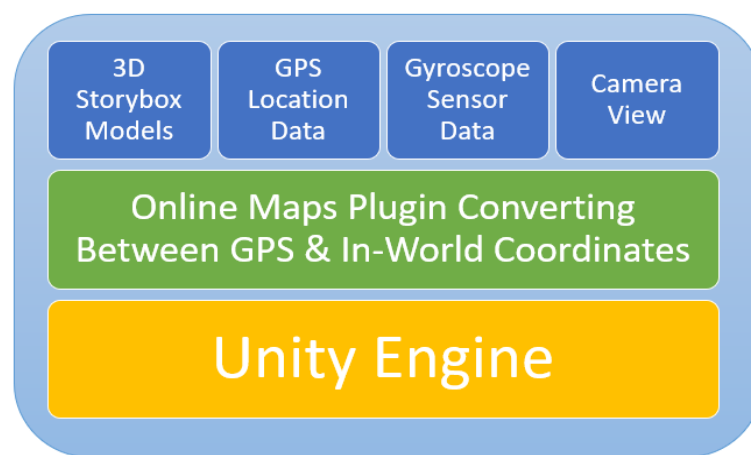 3D
Storybox
Models
GPS
Location
Data
Gyroscope
Sensor
Data
Camera
View
Online Maps Plugin Converting
Between GPS & In-World Coordinates
Unity Engine